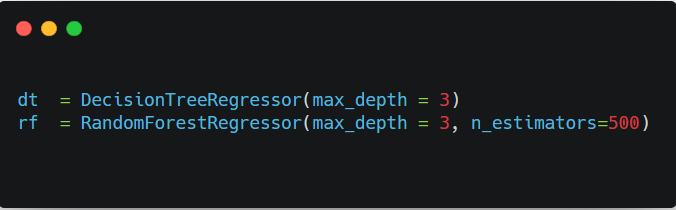 dt  = DecisionTreeRegressor(max_depth = 3)
rf  = RandomForestRegressor(max_depth = 3, n_estimators=500)